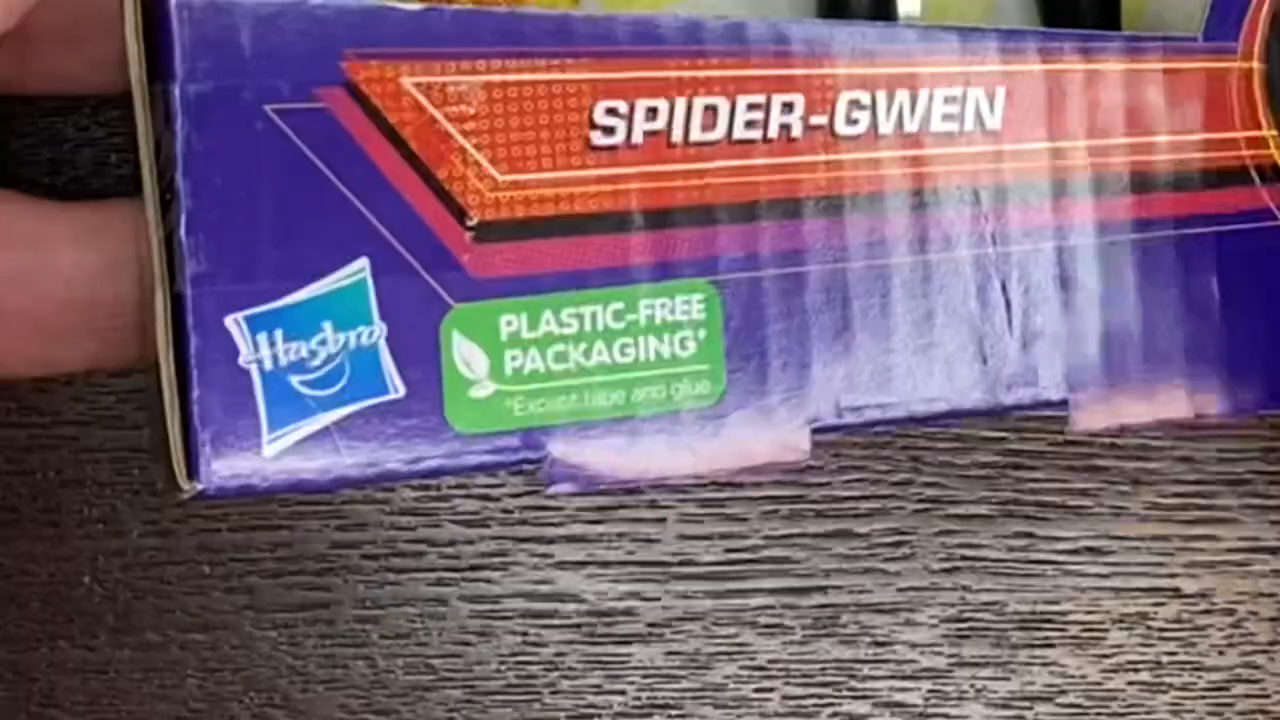 SPIDER-GWEN
Hasbro
PLASTIC-FREE
PACKAGING*
*Except tape and glue